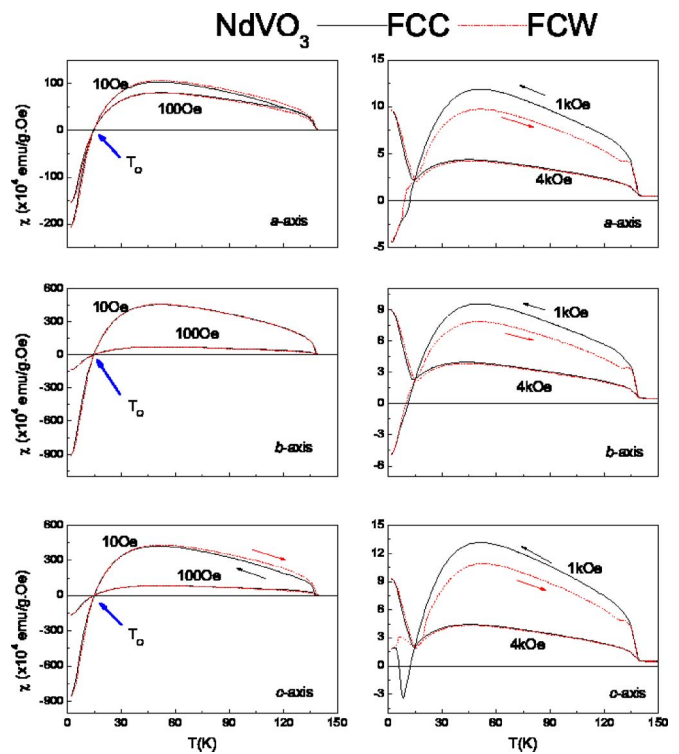 NdVO3 FCC FCW
χ (x10⁴ emu/g.Oe)
100
0
-100
-200
10Oe
100Oe
To
a-axis
15
10
5
0
-5
1kOe
4kOe
a-axis
χ (x10⁴ emu/g.Oe)
600
300
0
-300
-600
-900
10Oe
100Oe
To
b-axis
9
6
3
0
-3
-6
1kOe
4kOe
b-axis
χ (x10⁴ emu/g.Oe)
600
300
0
-300
-600
-900
10Oe
100Oe
To
c-axis
0 30 60 90 120 150
T(K)
15
12
9
6
3
0
-3
1kOe
4kOe
c-axis
0 30 60 90 120 150
T(K)